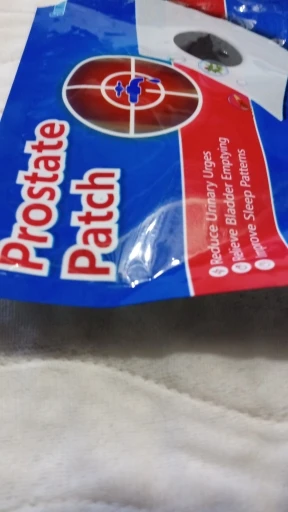 Prostate
Patch
Reduce Urinary Urges
Relieve Bladder Emptying
Improve Sleep Patterns